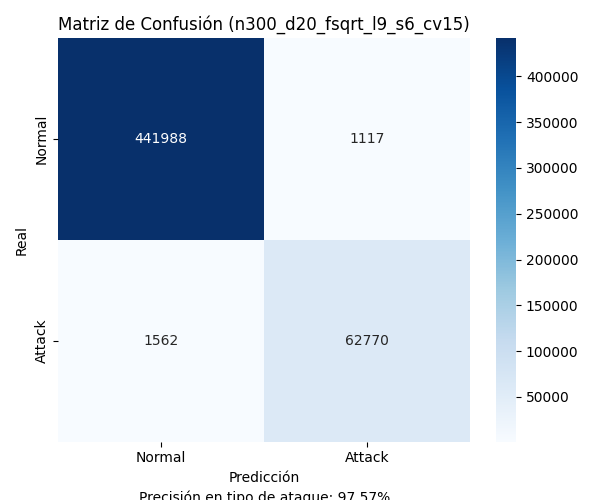 Matriz de Confusión (n300_d20_fsqrt_l9_s6_cv15)
Normal
441988
1117
Real
Attack
1562
62770
Normal
Attack
Predicción
Precisión en tipo de ataque: 97.57%
400000
350000
300000
250000
200000
150000
100000
50000